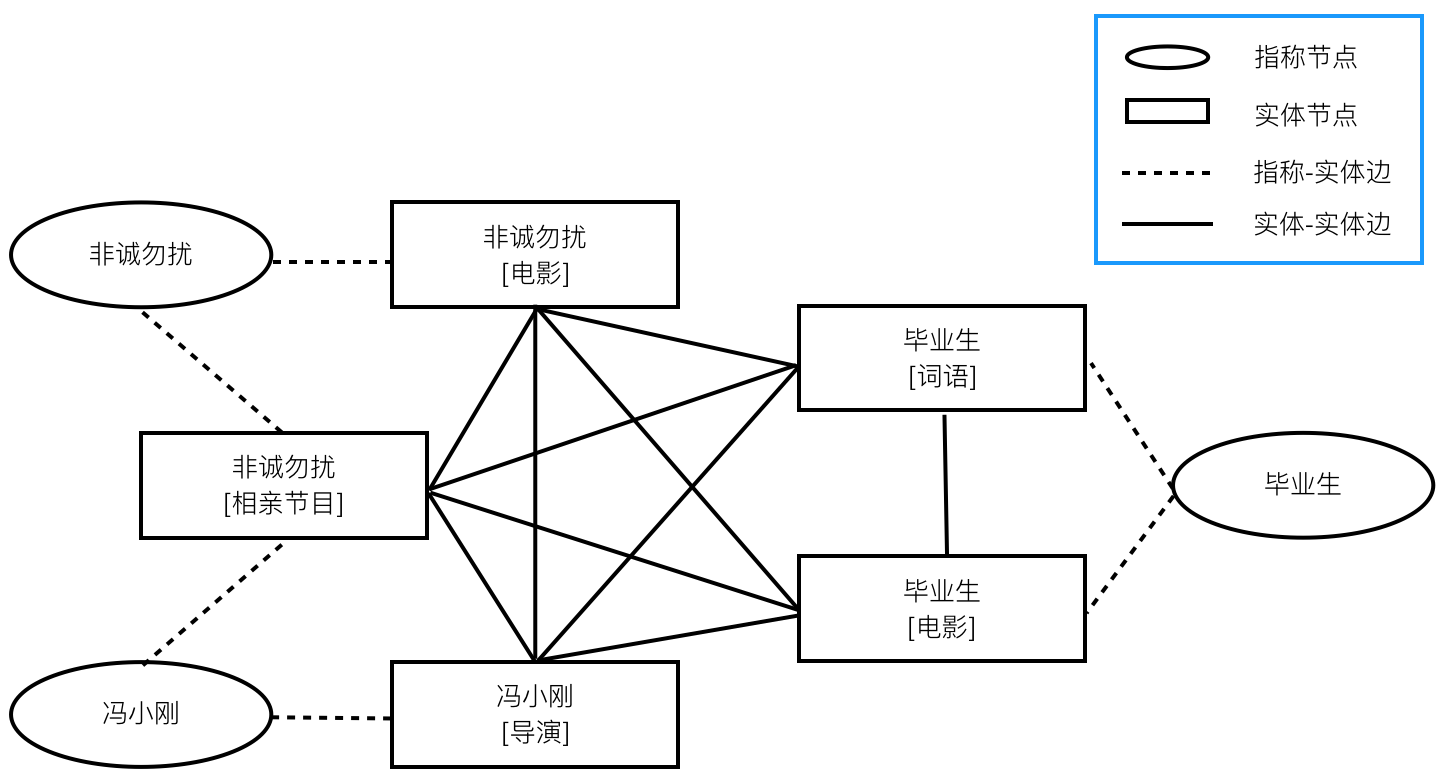 指称节点
实体节点
指称-实体边
实体-实体边
非诚勿扰
非诚勿扰
[电影]
毕业生
[词语]
非诚勿扰
[相亲节目]
毕业生
毕业生
[电影]
冯小刚
冯小刚
[导演]